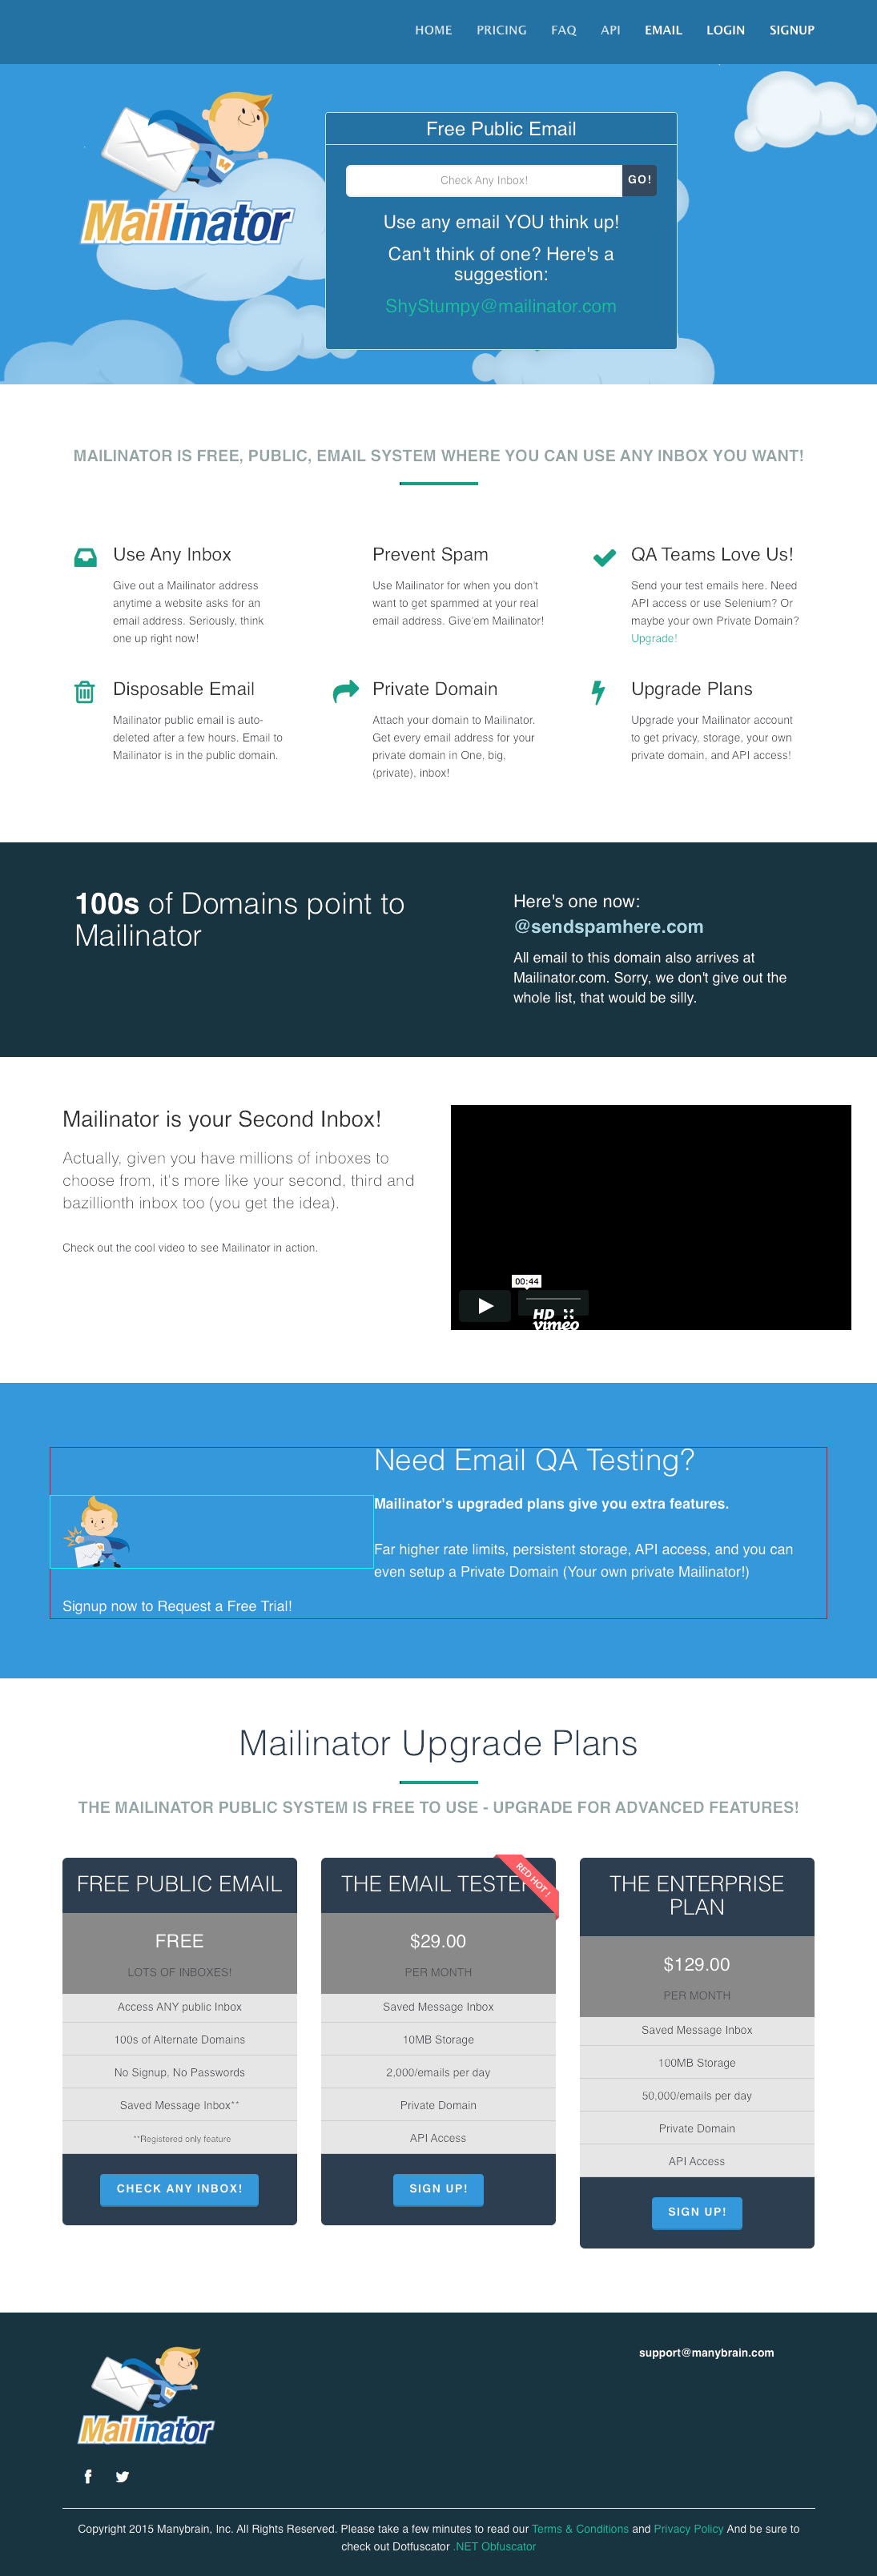 HOME PRICING FAQ API EMAIL LOGIN SIGNUP
Mailinator
Free Public Email
Check Any Inbox! GO!
Use any email YOU think up!
Can't think of one? Here's a
suggestion:
ShyStumpy@mailinator.com
MAILINATOR IS FREE, PUBLIC, EMAIL SYSTEM WHERE YOU CAN USE ANY INBOX YOU WANT!
Use Any Inbox
Give out a Mailinator address
anytime a website asks for an
email address. Seriously, think
one up right now!
Prevent Spam
Use Mailinator for when you don't
want to get spammed at your real
email address. Give'em Mailinator!
QA Teams Love Us!
Send your test emails here. Need
API access or use Selenium? Or
maybe your own Private Domain?
Upgrade!
Disposable Email
Mailinator public email is auto-
deleted after a few hours. Email to
Mailinator is in the public domain.
Private Domain
Attach your domain to Mailinator.
Get every email address for your
private domain in One, big,
(private), inbox!
Upgrade Plans
Upgrade your Mailinator account
to get privacy, storage, your own
private domain, and API access!
100s of Domains point to
Mailinator
Here's one now:
@sendspamhere.com
All email to this domain also arrives at
Mailinator.com. Sorry, we don't give out the
whole list, that would be silly.
Mailinator is your Second Inbox!
Actually, given you have millions of inboxes to
choose from, it's more like your second, third and
bazillionth inbox too (you get the idea).
Check out the cool video to see Mailinator in action.
00:44
HD
vimeo
Need Email QA Testing?
Mailinator's upgraded plans give you extra features.
Far higher rate limits, persistent storage, API access, and you can
even setup a Private Domain (Your own private Mailinator!)
Signup now to Request a Free Trial!
Mailinator Upgrade Plans
THE MAILINATOR PUBLIC SYSTEM IS FREE TO USE - UPGRADE FOR ADVANCED FEATURES!
FREE PUBLIC EMAIL
FREE
LOTS OF INBOXES!
Access ANY public Inbox
100s of Alternate Domains
No Signup, No Passwords
Saved Message Inbox**
**Registered only feature
CHECK ANY INBOX!
THE EMAIL TESTER
RED HOT!
$29.00
PER MONTH
Saved Message Inbox
10MB Storage
2,000/emails per day
Private Domain
API Access
SIGN UP!
THE ENTERPRISE
PLAN
$129.00
PER MONTH
Saved Message Inbox
100MB Storage
50,000/emails per day
Private Domain
API Access
SIGN UP!
Mailinator
support@manybrain.com
Copyright 2015 Manybrain, Inc. All Rights Reserved. Please take a few minutes to read our Terms & Conditions and Privacy Policy And be sure to
check out Dotfuscator .NET Obfuscator